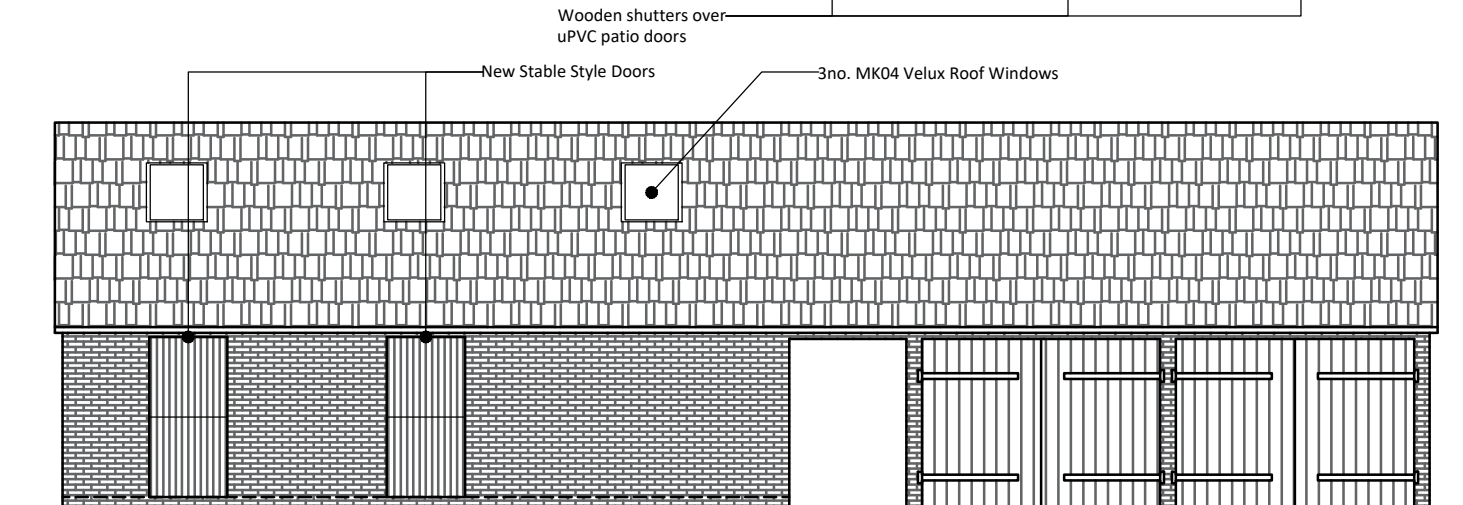 Wooden shutters over
uPVC patio doors
New Stable Style Doors
3no. MK04 Velux Roof Windows